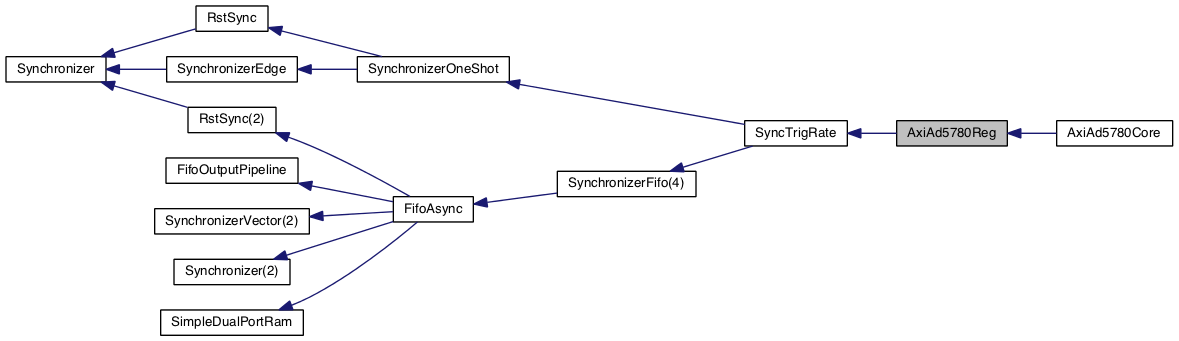 RstSync
Synchronizer
SynchronizerEdge
SynchronizerOneShot
RstSync(2)
SyncTrigRate
AxiAd5780Reg
AxiAd5780Core
FifoOutputPipeline
SynchronizerFifo(4)
SynchronizerVector(2)
FifoAsync
Synchronizer(2)
SimpleDualPortRam